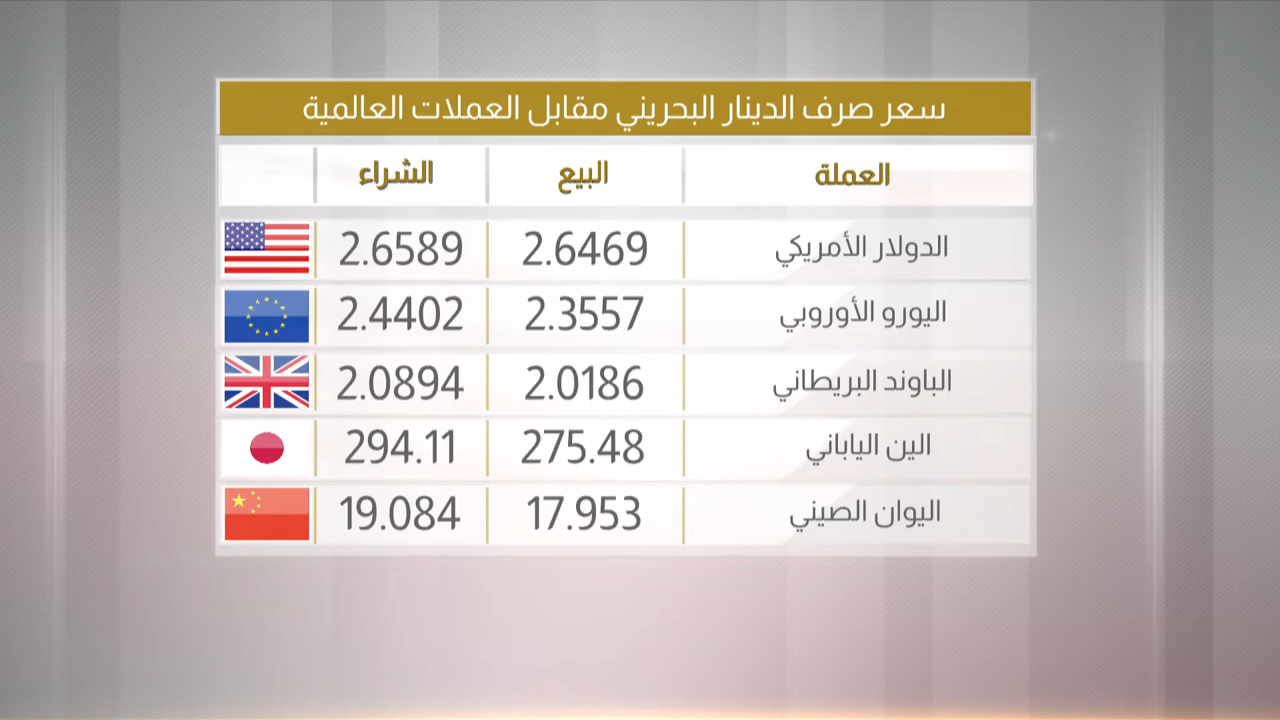 سعر صرف الدينار البحريني مقابل العملات العالمية
العملة البيع الشراء
الدولار الأمريكي 2.6469 2.6589
اليورو الأوروبي 2.3557 2.4402
الباوند البريطاني 2.0186 2.0894
الين الياباني 275.48 294.11
اليوان الصيني 17.953 19.084